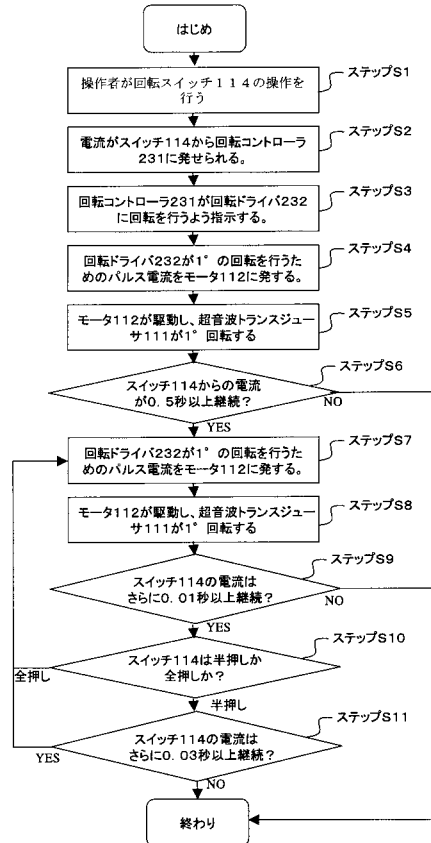 はじめ
操作者が回転スイッチ114の操作を
行う
ステップS1
電流がスイッチ114から回転コントローラ
231に発せられる。
ステップS2
回転コントローラ231が回転ドライバ232
に回転を行うよう指示する。
ステップS3
回転ドライバ232が1°の回転を行うた
めのパルス電流をモータ112に発する。
ステップS4
モータ112が駆動し、超音波トランスジュー
サ111が1°回転する
ステップS5
スイッチ114からの電流
が0.5秒以上継続?
ステップS6
NO
YES
回転ドライバ232が1°の回転を行うた
めのパルス電流をモータ112に発する。
ステップS7
モータ112が駆動し、超音波トランスジュー
サ111が1°回転する
ステップS8
スイッチ114の電流は
さらに0.01秒以上継続?
ステップS9
NO
YES
スイッチ114は半押しか
全押しか?
ステップS10
全押し
半押し
スイッチ114の電流は
さらに0.03秒以上継続?
ステップS11
YES
NO
終わり